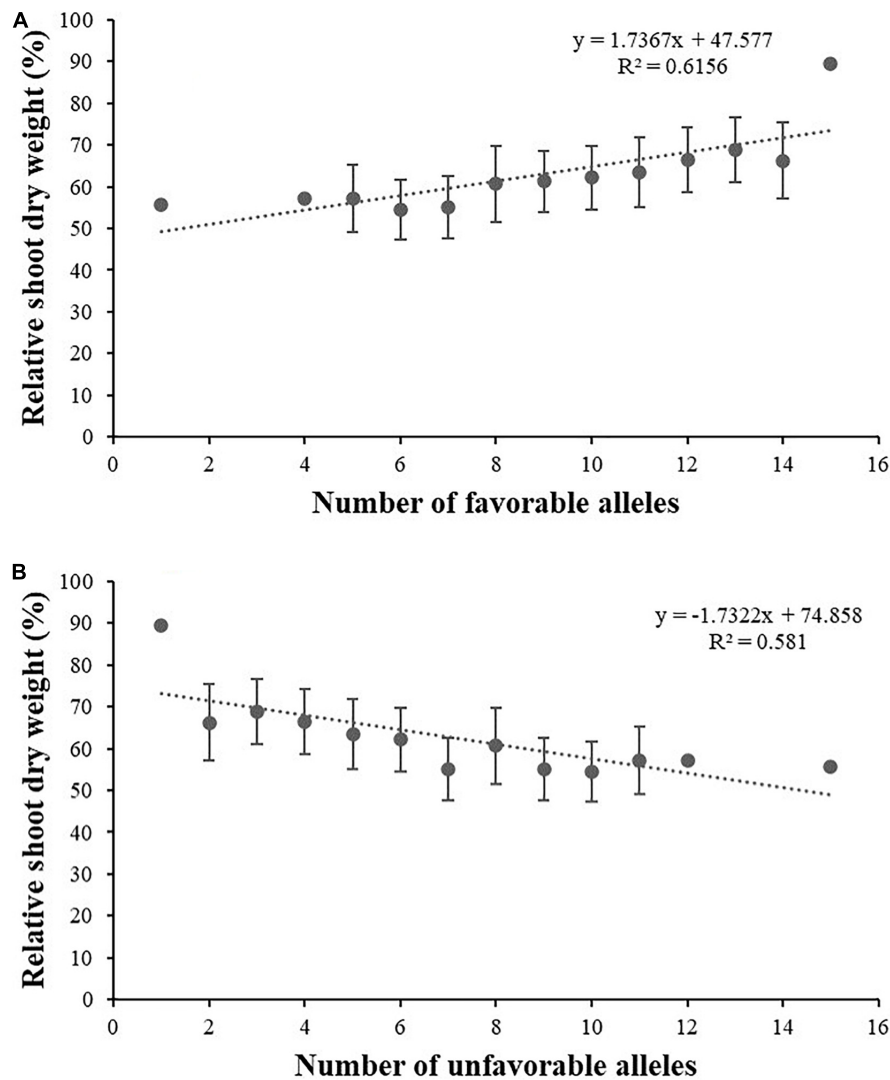 A
Relative shoot dry weight (%)
100
90
80
70
60
50
40
30
20
10
0
y = 1.7367x + 47.577
R² = 0.6156
0 2 4 6 8 10 12 14 16
Number of favorable alleles
B
Relative shoot dry weight (%)
100
90
80
70
60
50
40
30
20
10
0
y = -1.7322x + 74.858
R² = 0.581
0 2 4 6 8 10 12 14 16
Number of unfavorable alleles